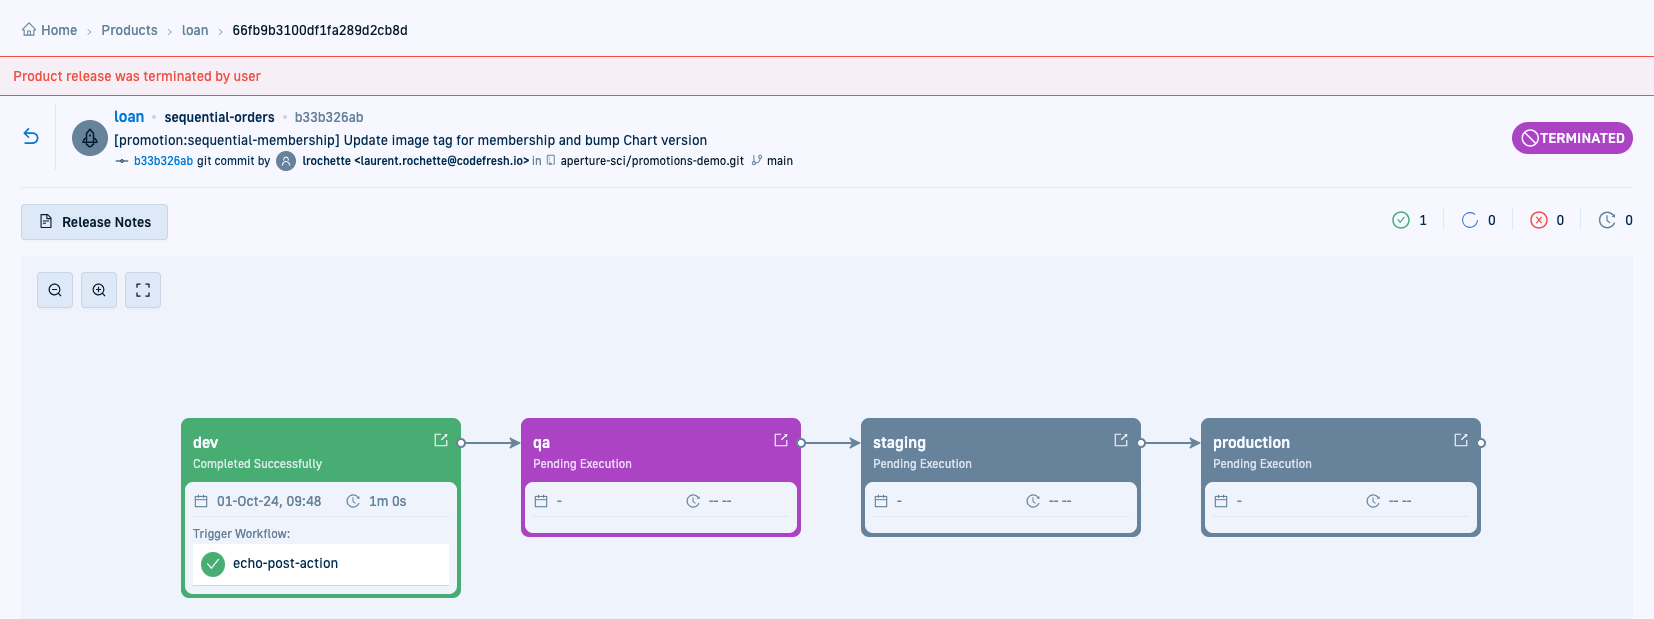 Home › Products › loan › 66fb9b3100df1fa289d2cb8d
Product release was terminated by user
loan • sequential-orders • b33b326ab
[promotion:sequential-membership] Update image tag for membership and bump Chart version
b33b326ab git commit by lrochette <laurent.rochette@codefresh.io> in aperture-sci/promotions-demo.git main
TERMINATED
Release Notes
1 0 0 0
dev
Completed Successfully
01-Oct-24, 09:48 1m 0s
Trigger Workflow:
echo-post-action
qa
Pending Execution
- -- --
staging
Pending Execution
- -- --
production
Pending Execution
- -- --